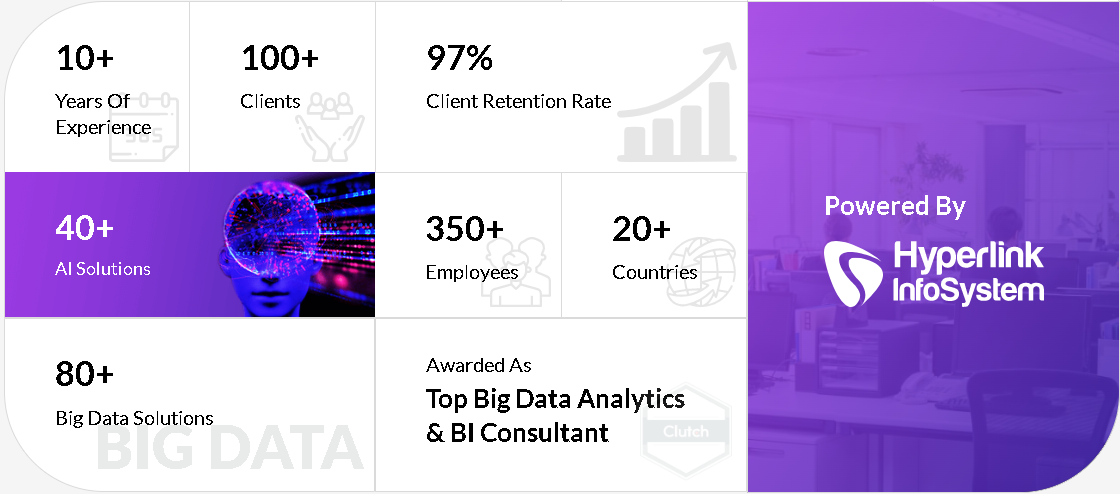 10+
Years Of
Experience
365
100+
Clients
97%
Client Retention Rate
40+
AI Solutions
350+
Employees
20+
Countries
80+
Big Data Solutions
BIG DATA
Awarded As
Top Big Data Analytics
& BI Consultant
Clutch
Powered By
Hyperlink
InfoSystem